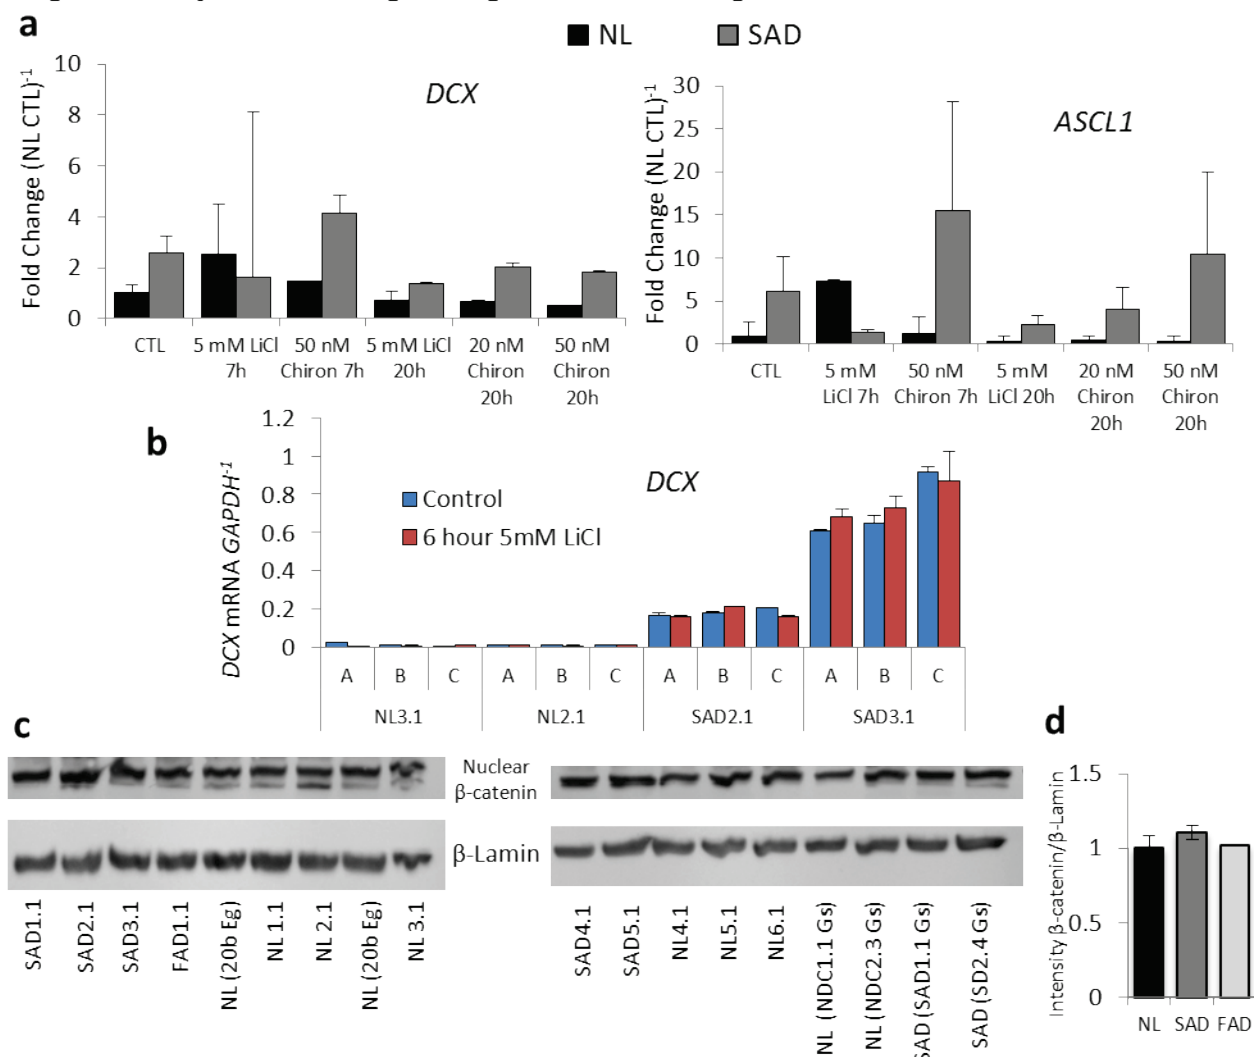 a
NL
SAD
DCX
Fold Change (NL CTL)-1
10
8
6
4
2
0
CTL
5 mM LiCl 7h
50 nM Chiron 7h
5 mM LiCl 20h
20 nM Chiron 20h
50 nM Chiron 20h
ASCL1
Fold Change (NL CTL)-1
30
25
20
15
10
5
0
CTL
5 mM LiCl 7h
50 nM Chiron 7h
5 mM LiCl 20h
20 nM Chiron 20h
50 nM Chiron 20h
b
DCX
DCX mRNA GAPDH-1
1.2
1
0.8
0.6
0.4
0.2
0
Control
6 hour 5mM LiCl
A B C A B C A B C A B C
NL3.1 NL2.1 SAD2.1 SAD3.1
c
Nuclear
β-catenin
β-Lamin
SAD1.1
SAD2.1
SAD3.1
FAD1.1
NL (20b Eg)
NL 1.1
NL 2.1
NL (20b Eg)
NL 3.1
SAD4.1
SAD5.1
NL4.1
NL5.1
NL6.1
NL (NDC1.1 Gs)
NL (NDC2.3 Gs)
SAD (SAD1.1 Gs)
SAD (SD2.4 Gs)
d
Intensity β-catenin/β-Lamin
1.5
1
0.5
0
NL SAD FAD